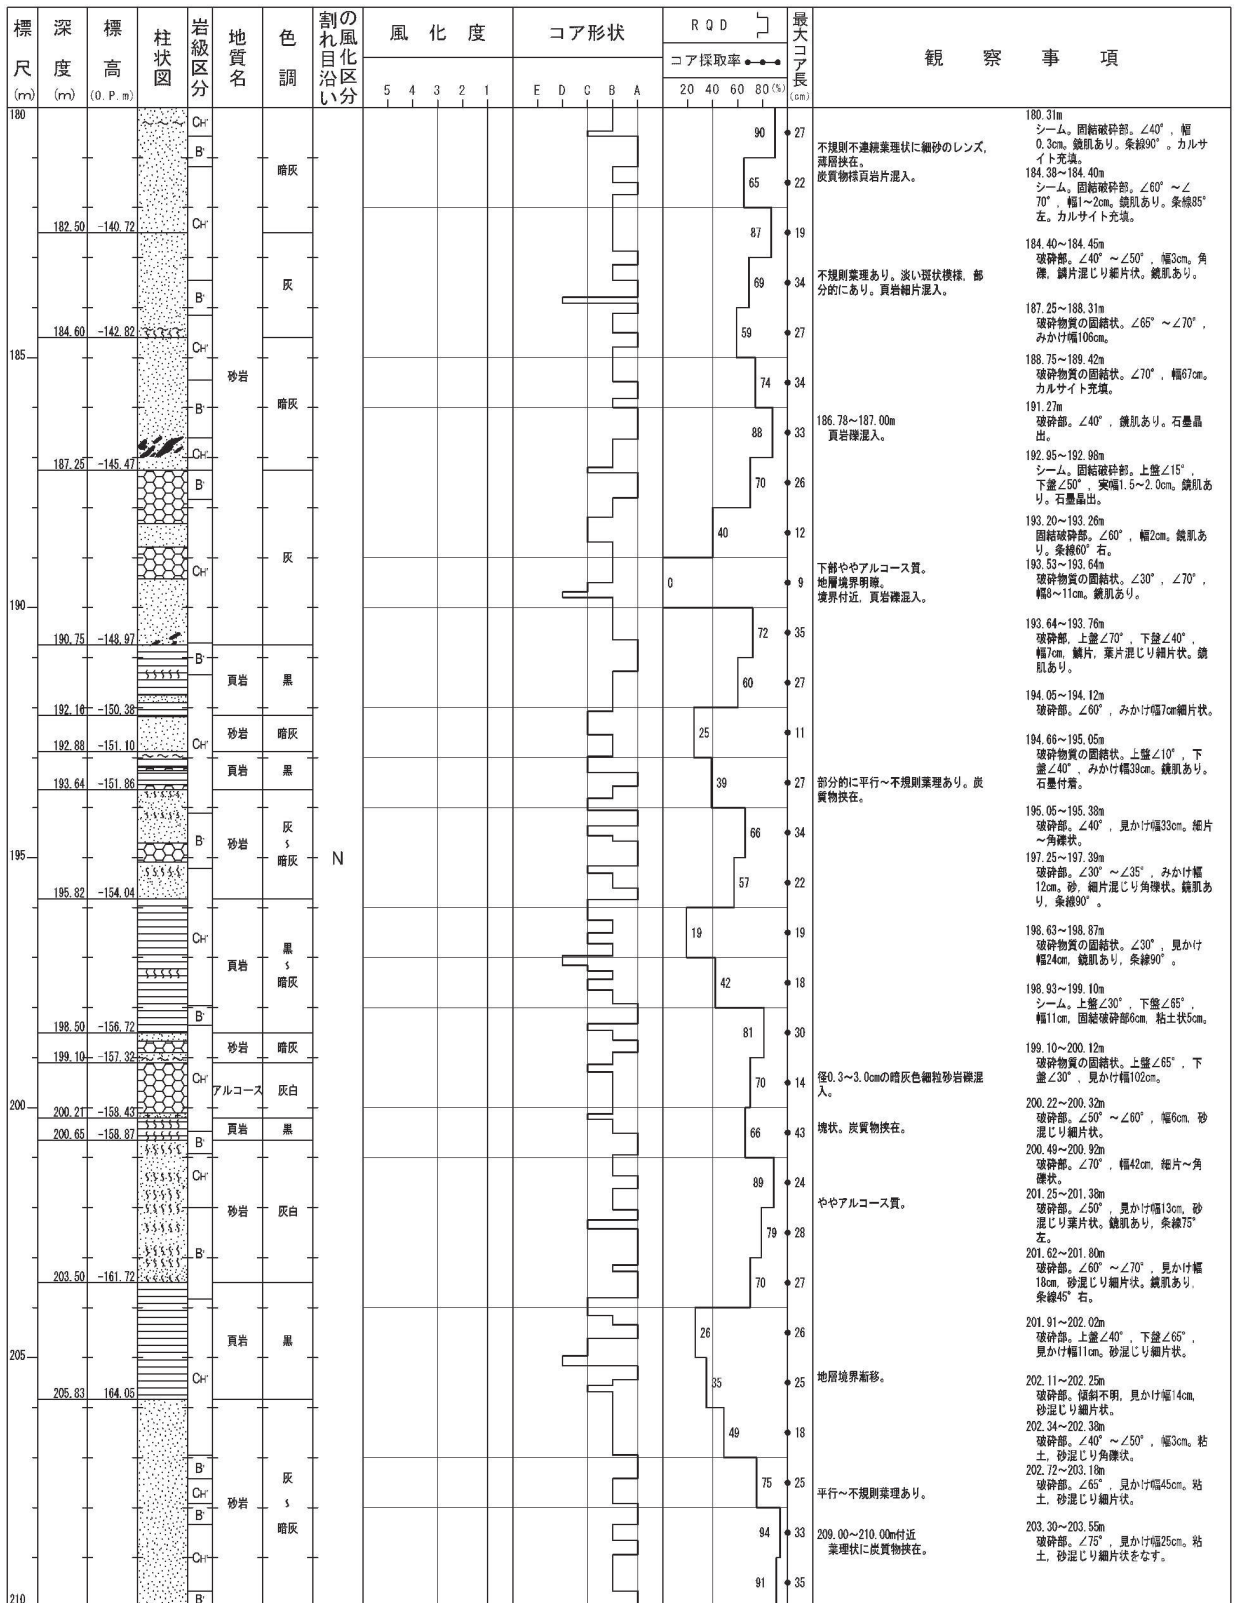 標尺(m)
深度(m)
標高(O.P.m)
柱状図
岩級区分
地質名
色調
割れ目沿いの風化区分
風化度
5 4 3 2 1
コア形状
E D C B A
RQD
コア採取率
20 40 60 80 (%)
最大コア長(cm)
観察事項
180
185
190
195
200
205
210
182.50 -140.72
184.60 -142.82
187.25 -145.47
190.75 -148.97
192.16 -150.38
192.88 -151.10
193.64 -151.86
195.82 -154.04
198.50 -156.72
199.10 -157.32
200.21 -158.43
200.65 -158.87
203.50 -161.72
205.83 164.05
CH'
B'
CH'
B'
CH'
B'
CH'
B'
CH'
B'
CH'
B'
CH'
B'
CH'
B'
CH'
B'
CH'
B'
CH'
B'
CH'
B'
砂岩
頁岩
砂岩
頁岩
砂岩
頁岩
砂岩
アルコース
頁岩
砂岩
頁岩
砂岩
暗灰
灰
暗灰
灰
黒
暗灰
黒
灰
~
暗灰
黒
~
暗灰
暗灰
灰白
黒
灰白
黒
灰
~
暗灰
N
90 27
65 22
87 19
69 34
59 27
74 34
88 33
70 26
40 12
0 9
72 35
60 27
25 11
39 27
66 34
57 22
19 19
42 18
81 30
70 14
66 43
89 24
79 28
70 27
26 26
35 25
49 18
75 25
94 33
91 35
不規則不連続葉理状に細砂のレンズ,
薄層挟在。
炭質物様頁岩片混入。
不規則葉理あり。淡い斑状模様, 部
分的にあり。頁岩細片混入。
186.78~187.00m
頁岩礫混入。
下部ややアルコース質。
地層境界明瞭。
境界付近, 頁岩礫混入。
部分的に平行~不規則葉理あり。炭
質物挟在。
径0.3~3.0cmの暗灰色細粒砂岩礫混
入。
塊状。炭質物挟在。
ややアルコース質。
地層境界漸移。
平行~不規則葉理あり。
209.00~210.00m付近
葉理状に炭質物挟在。
180.31m
シーム。固結破砕部。∠40°, 幅
0.3cm。鏡肌あり。条線90°。カルサ
イト充填。
184.38~184.40m
シーム。固結破砕部。∠60°~∠
70°, 幅1~2cm。鏡肌あり。条線85°
左。カルサイト充填。
184.40~184.45m
破砕部。∠40°~∠50°, 幅3cm。角
礫, 鱗片混じり細片状。鏡肌あり。
187.25~188.31m
破砕物質の固結状。∠65°~∠70°,
みかけ幅106cm。
188.75~189.42m
破砕物質の固結状。∠70°, 幅67cm。
カルサイト充填。
191.27m
破砕部。∠40°, 鏡肌あり。石墨晶
出。
192.95~192.98m
シーム。固結破砕部。上盤∠15°,
下盤∠50°, 実幅1.5~2.0cm。鏡肌あ
り。石墨晶出。
193.20~193.26m
固結破砕部。∠60°, 幅2cm。鏡肌あ
り。条線60°右。
193.53~193.64m
破砕物質の固結状。∠30°, ∠70°,
幅8~11cm。鏡肌あり。
193.64~193.76m
破砕部, 上盤∠70°, 下盤∠40°,
幅7cm, 鱗片, 葉片混じり細片状。鏡
肌あり。
194.05~194.12m
破砕部。∠60°, みかけ幅7cm細片状。
194.66~195.05m
破砕物質の固結状。上盤∠10°, 下
盤∠40°, みかけ幅39cm。鏡肌あり。
石墨付着。
195.05~195.38m
破砕部。∠40°, 見かけ幅33cm。細片
~角礫状。
197.25~197.39m
破砕部。∠30°~∠35°, みかけ幅
12cm。砂, 細片混じり角礫状。鏡肌あ
り, 条線90°。
198.63~198.87m
破砕物質の固結状。∠30°, 見かけ
幅24cm, 鏡肌あり, 条線90°。
198.93~199.10m
シーム。上盤∠30°, 下盤∠65°,
幅11cm, 固結破砕部6cm, 粘土状5cm。
199.10~200.12m
破砕物質の固結状。上盤∠65°, 下
盤∠30°, 見かけ幅102cm。
200.22~200.32m
破砕部。∠50°~∠60°, 幅6cm, 砂
混じり細片状。
200.49~200.92m
破砕部。∠70°, 幅42cm, 細片~角
礫状。
201.25~201.38m
破砕部。∠50°, 見かけ幅13cm, 砂
混じり葉片状。鏡肌あり, 条線75°
左。
201.62~201.80m
破砕部。∠60°~∠70°, 見かけ幅
18cm, 砂混じり細片状。鏡肌あり,
条線45°右。
201.91~202.02m
破砕部。上盤∠40°, 下盤∠65°,
見かけ幅11cm。砂混じり細片状。
202.11~202.25m
破砕部。傾斜不明, 見かけ幅14cm,
砂混じり細片状。
202.34~202.38m
破砕部。∠40°~∠50°, 幅3cm。粘
土, 砂混じり角礫状。
202.72~203.18m
破砕部。∠65°, 見かけ幅45cm。粘
土, 砂混じり細片状。
203.30~203.55m
破砕部。∠75°, 見かけ幅25cm。粘
土, 砂混じり細片状をなす。